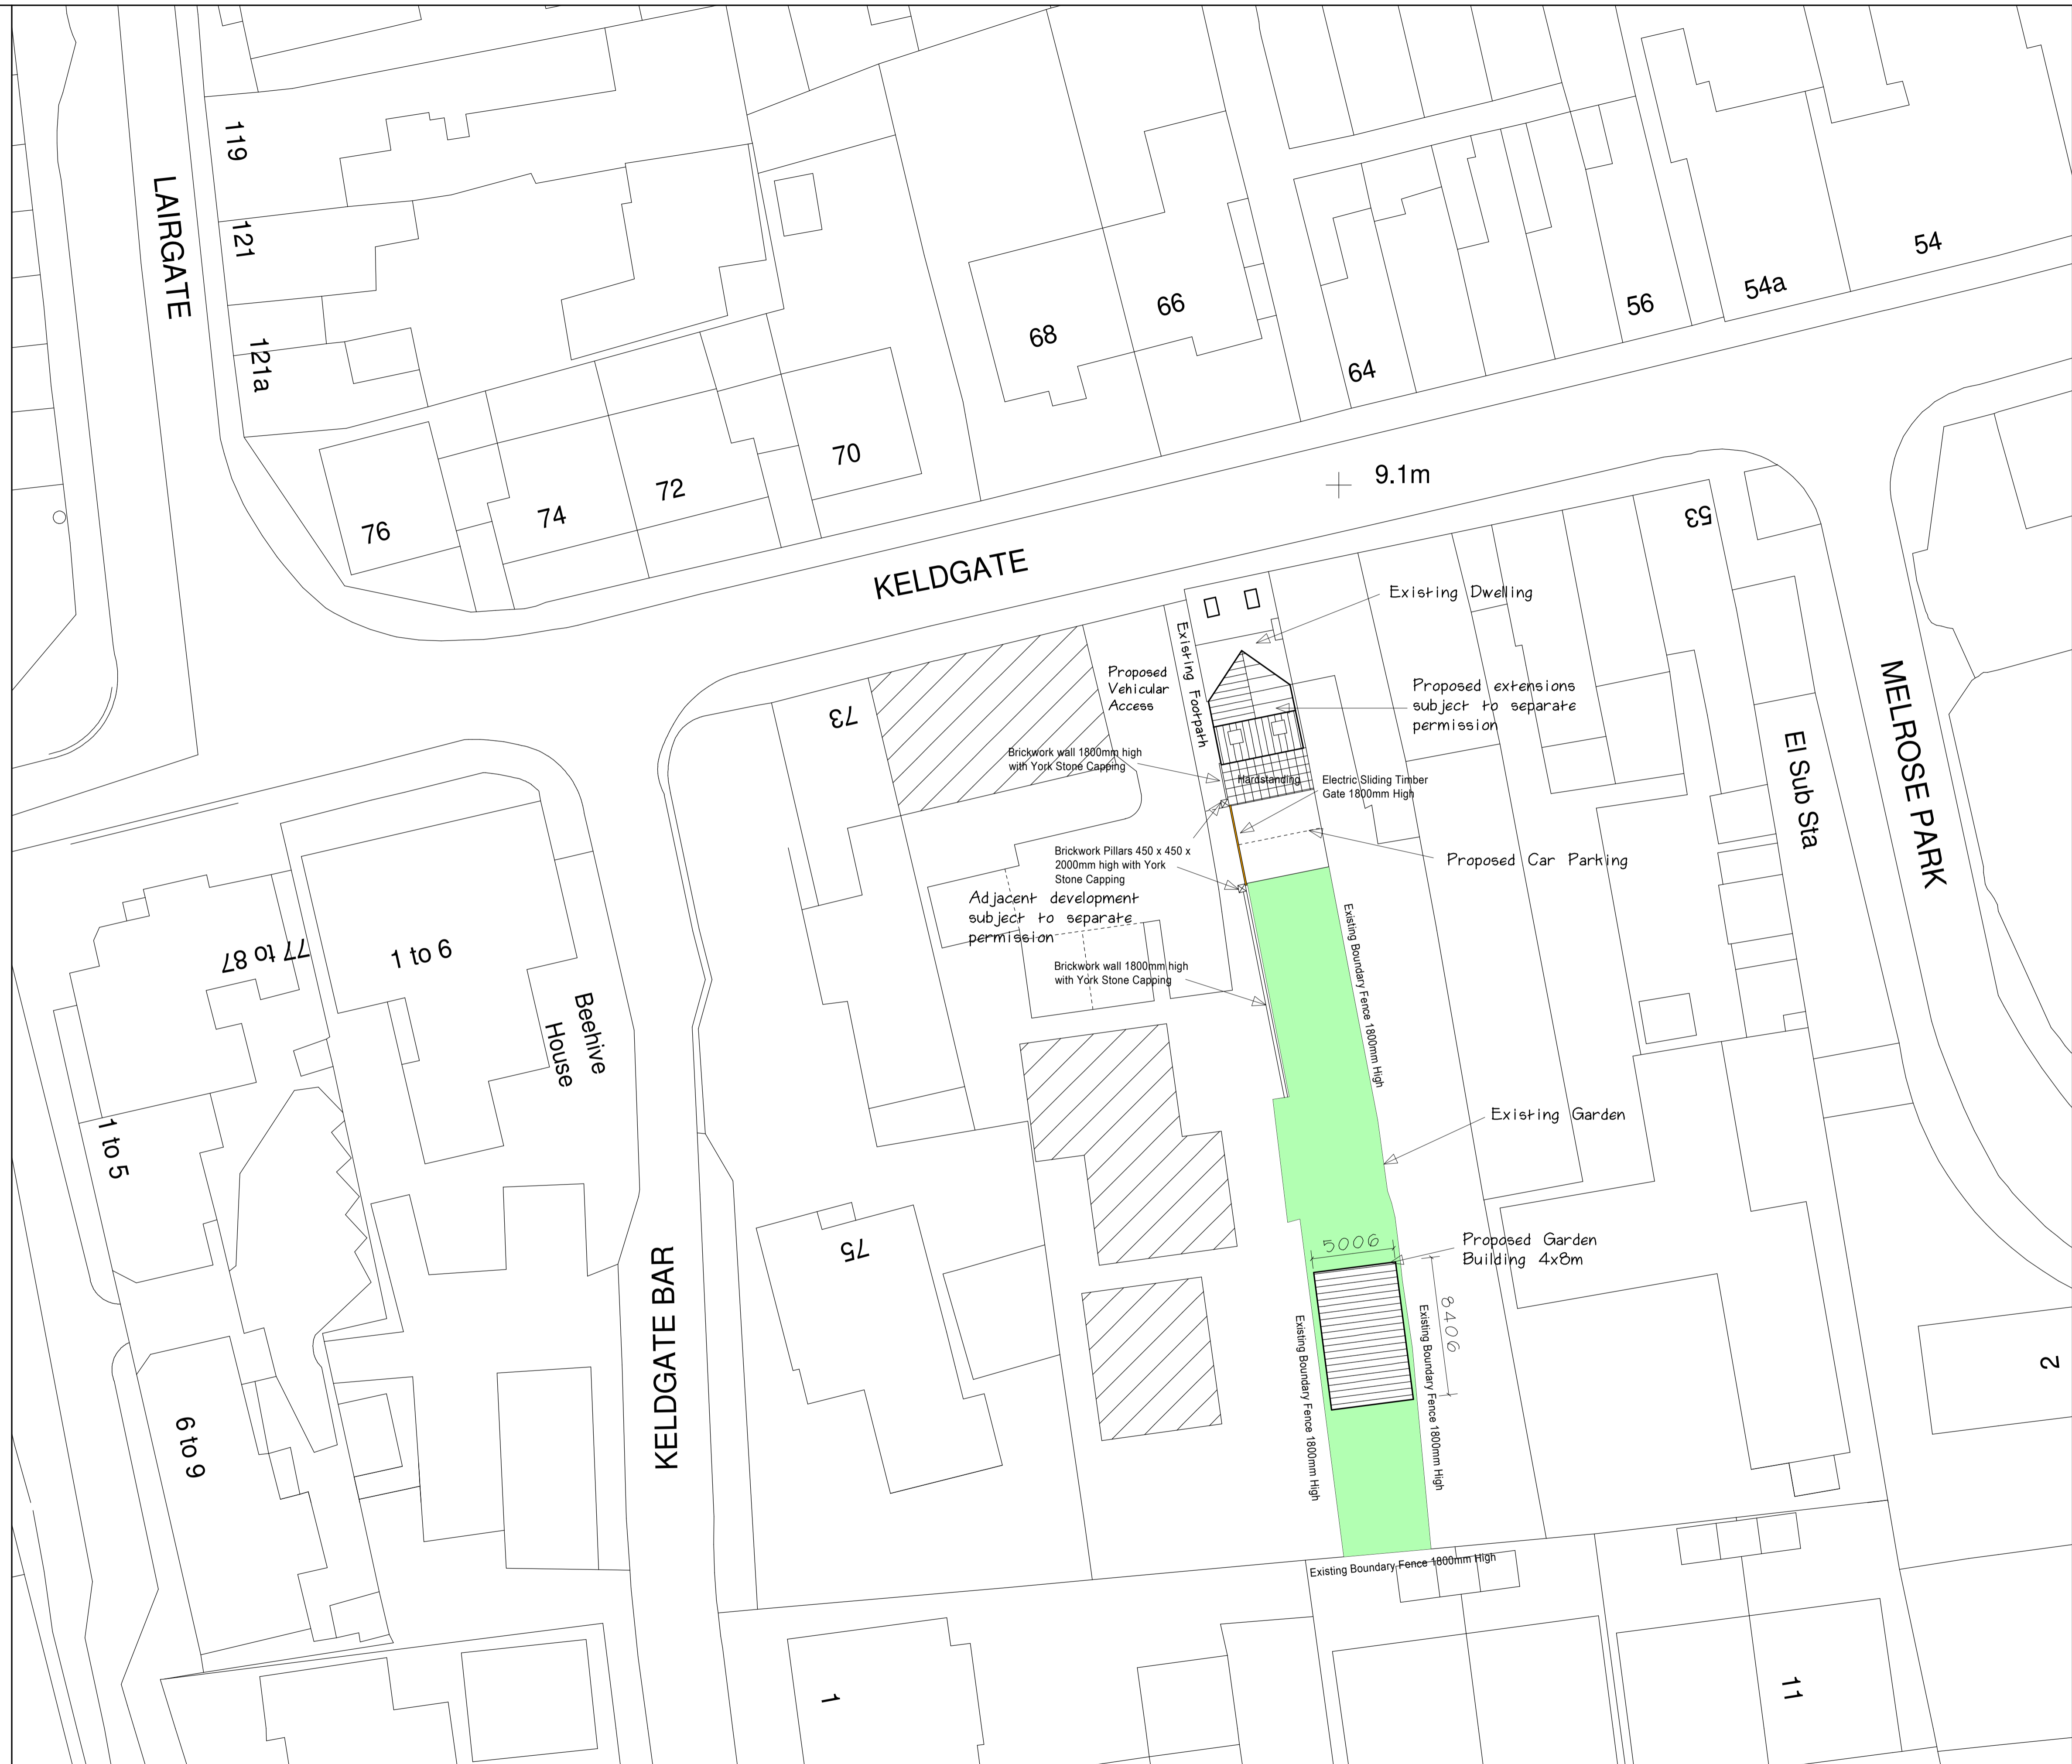 119
LAIRGATE
121
121a
54
54a
56
66
68
64
70
72
74
76
9.1m
53
KELDGATE
Existing Dwelling
Existing Footpath
Proposed
Vehicular
Access
Proposed extensions
subject to separate
permission
73
MELROSE PARK
El Sub Sta
Brickwork wall 1800mm high
with York Stone Capping
Hardstanding
Electric Sliding Timber
Gate 1800mm High
Brickwork Pillars 450 x 450 x
2000mm high with York
Stone Capping
Proposed Car Parking
Adjacent development
subject to separate
permission
77 to 87
1 to 9
Beehive
House
Brickwork wall 1800mm high
with York Stone Capping
Existing Boundary Fence 1800mm High
1 to 5
Existing Garden
75
KELDGATE BAR
5006
Proposed Garden
Building 4x8m
8406
Existing Boundary Fence 1800mm High
Existing Boundary Fence 1800mm High
2
6 to 9
Existing Boundary Fence 1800mm High
1
11